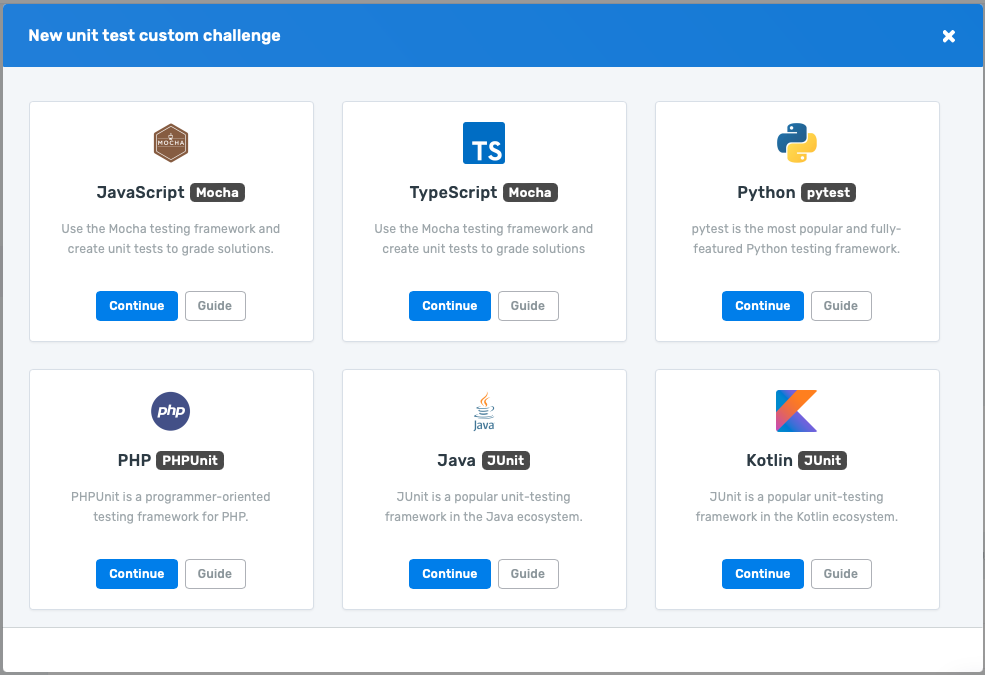 New unit test custom challenge
MOCHA
TS
JavaScript Mocha
TypeScript Mocha
Python pytest
Use the Mocha testing framework and
create unit tests to grade solutions.
Use the Mocha testing framework and
create unit tests to grade solutions
pytest is the most popular and fully-
featured Python testing framework.
Continue Guide
Continue Guide
Continue Guide
php
Java
PHP PHPUnit
Java JUnit
Kotlin JUnit
PHPUnit is a programmer-oriented
testing framework for PHP.
JUnit is a popular unit-testing
framework in the Java ecosystem.
JUnit is a popular unit-testing
framework in the Kotlin ecosystem.
Continue Guide
Continue Guide
Continue Guide